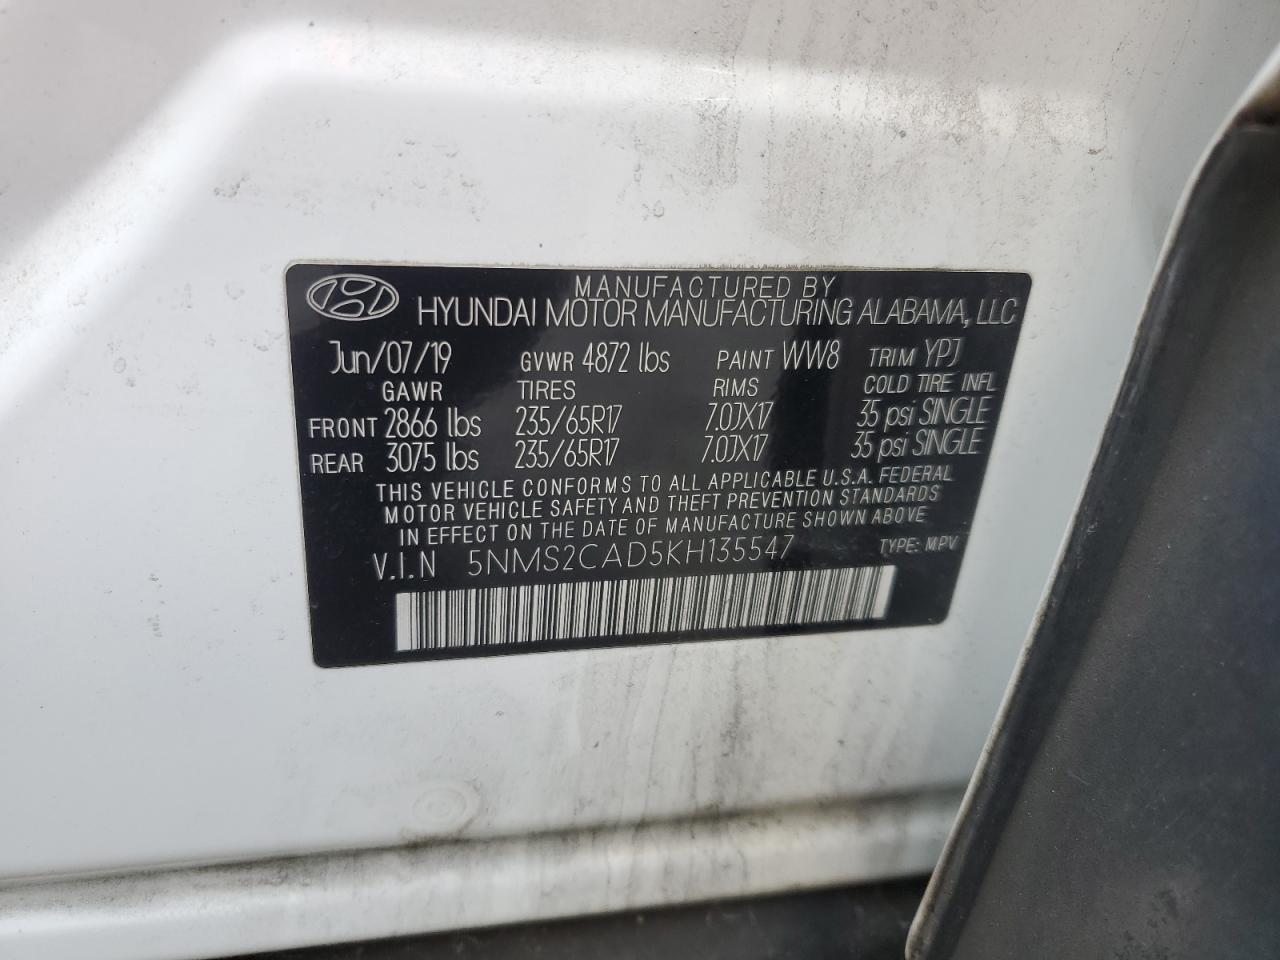 MANUFACTURED BY
HYUNDAI MOTOR MANUFACTURING ALABAMA, LLC
Jun/07/19 GVWR 4872 lbs PAINT WW8 TRIM YPJ
GAWR TIRES RIMS COLD TIRE INFL
FRONT 2866 lbs 235/65R17 7.0JX17 35 psi SINGLE
REAR 3075 lbs 235/65R17 7.0JX17 35 psi SINGLE
THIS VEHICLE CONFORMS TO ALL APPLICABLE U.S.A. FEDERAL
MOTOR VEHICLE SAFETY AND THEFT PREVENTION STANDARDS
IN EFFECT ON THE DATE OF MANUFACTURE SHOWN ABOVE
V.I.N 5NMS2CAD5KH135547 TYPE: MPV